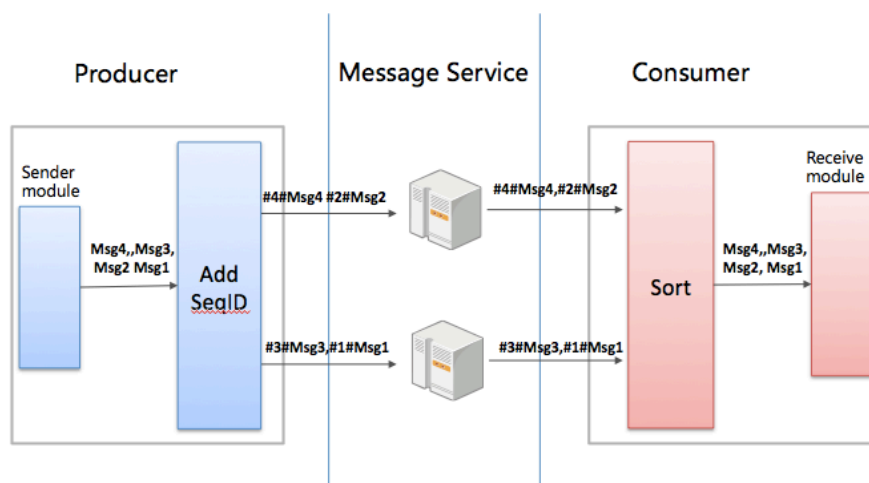 Producer
Message Service
Consumer
Sender
module
Msg4,,Msg3,
Msg2 Msg1
Add
SeqID
#4#Msg4 #2#Msg2
#3#Msg3,#1#Msg1
#4#Msg4,#2#Msg2
#3#Msg3,#1#Msg1
Sort
Msg4,,Msg3,
Msg2, Msg1
Receive
module